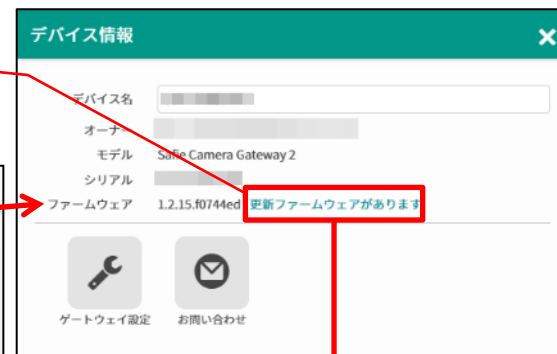 デバイス情報
デバイス名
オーナー
モデル Safie Camera Gateway 2
シリアル
ファームウェア 1.2.15.f0744ed 更新ファームウェアがあります
ゲートウェイ設定 お問い合わせ